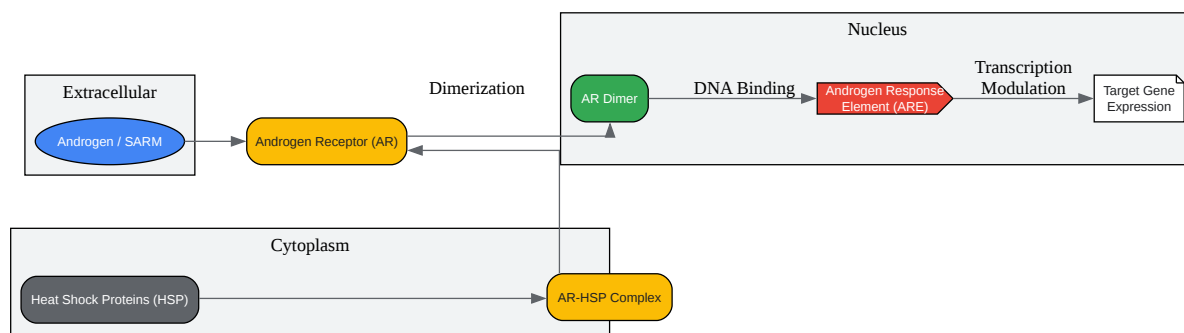 Nucleus
Extracellular
Androgen / SARM
Androgen Receptor (AR)
Dimerization
AR Dimer
DNA Binding
Androgen Response
Element (ARE)
Transcription
Modulation
Target Gene
Expression
Cytoplasm
Heat Shock Proteins (HSP)
AR-HSP Complex